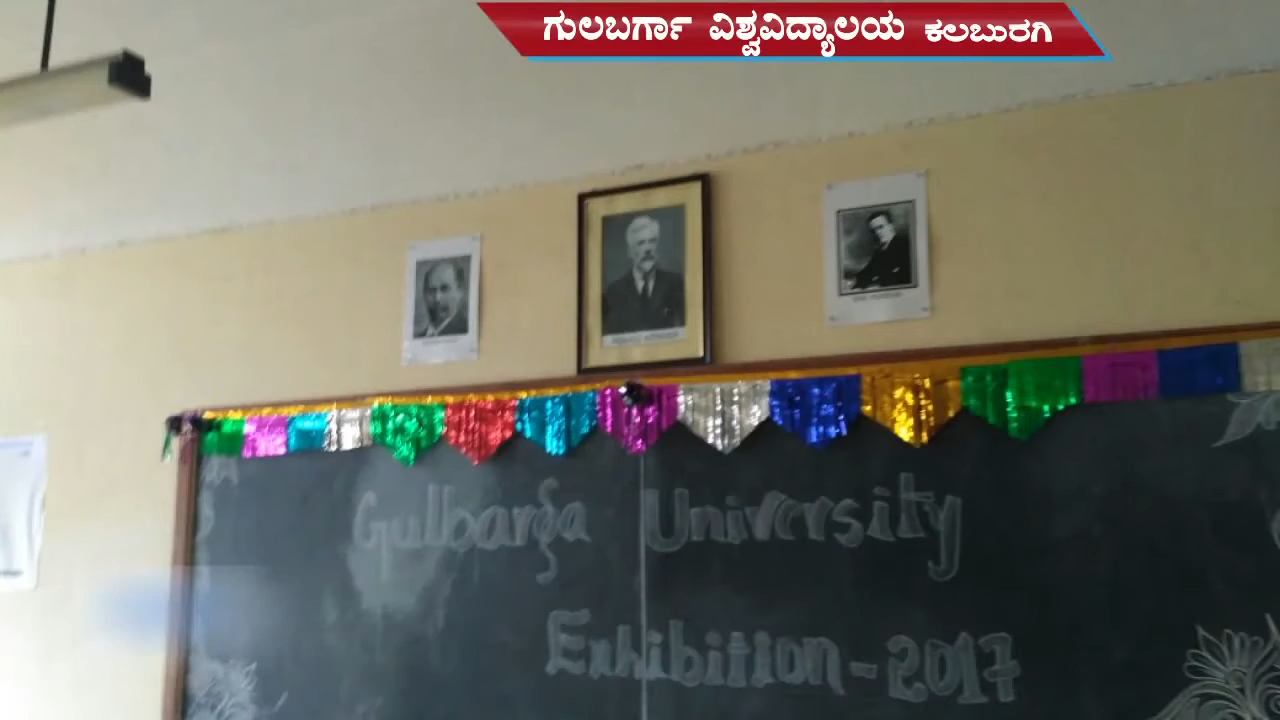 ಗುಲಬರ್ಗಾ ವಿಶ್ವವಿದ್ಯಾಲಯ ಕಲಬುರಗಿ
Gulbarga University
Exhibition-2017